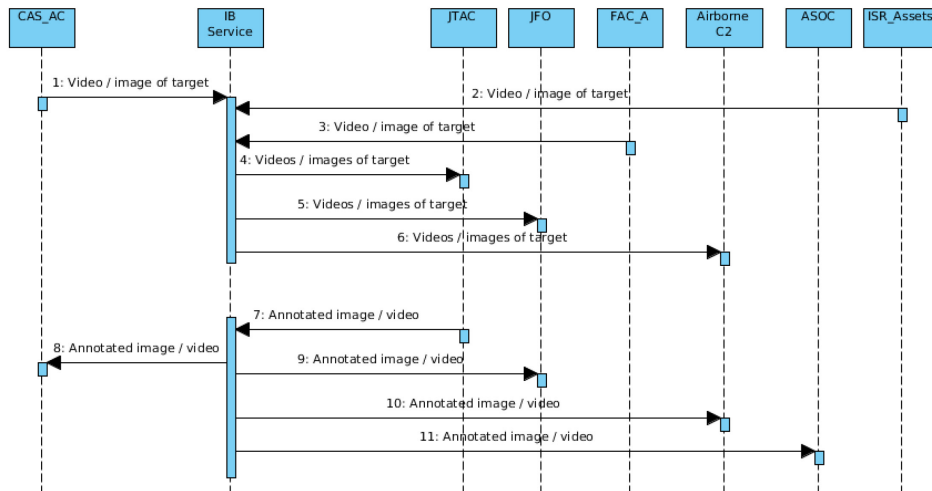 CAS_AC
IB
Service
JTAC
JFO
FAC_A
Airborne
C2
ASOC
ISR_Assets
1: Video / image of target
2: Video / image of target
3: Video / image of target
4: Videos / images of target
5: Videos / images of target
6: Videos / images of target
7: Annotated image / video
8: Annotated image / video
9: Annotated image / video
10: Annotated image / video
11: Annotated image / video